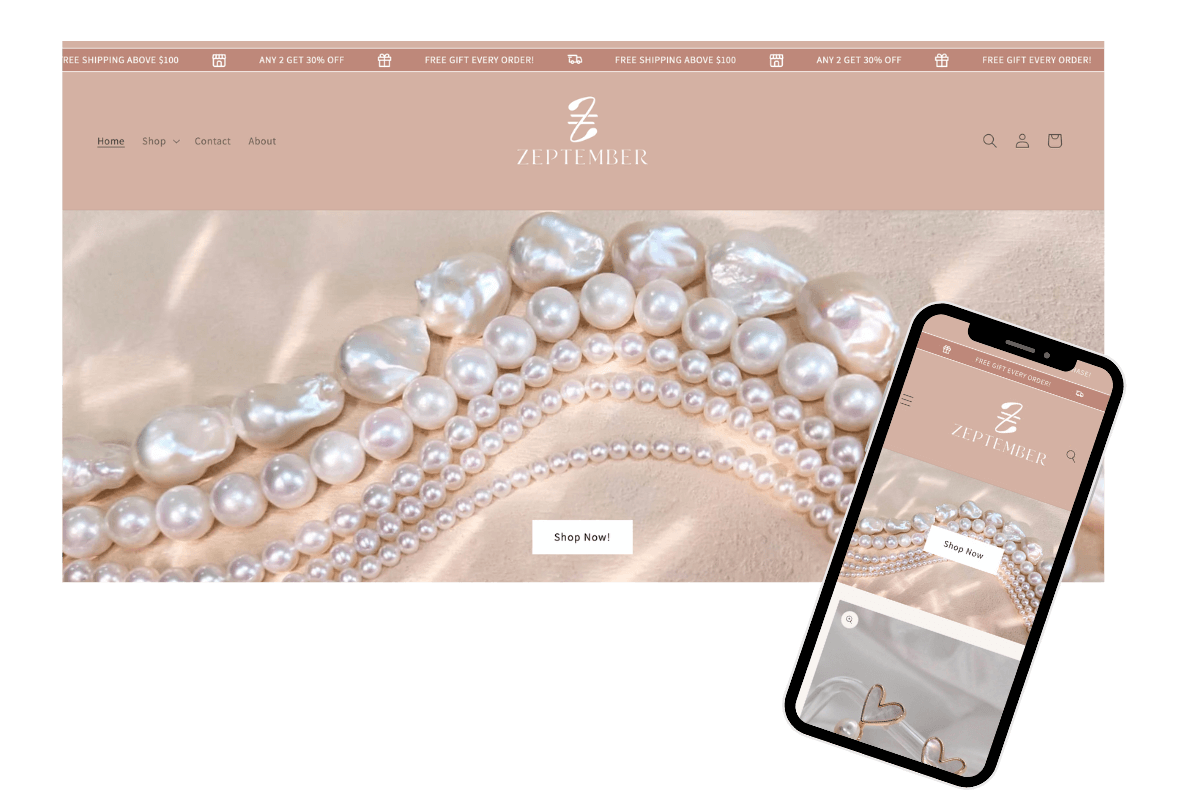 REE SHIPPING ABOVE $100 ANY 2 GET 30% OFF FREE GIFT EVERY ORDER! FREE SHIPPING ABOVE $100 ANY 2 GET 30% OFF FREE GIFT EVERY ORDER!
Home Shop Contact About
Z
ZEPTEMBER
Shop Now!
FREE GIFT EVERY ORDER!
Z
ZEPTEMBER
Shop Now